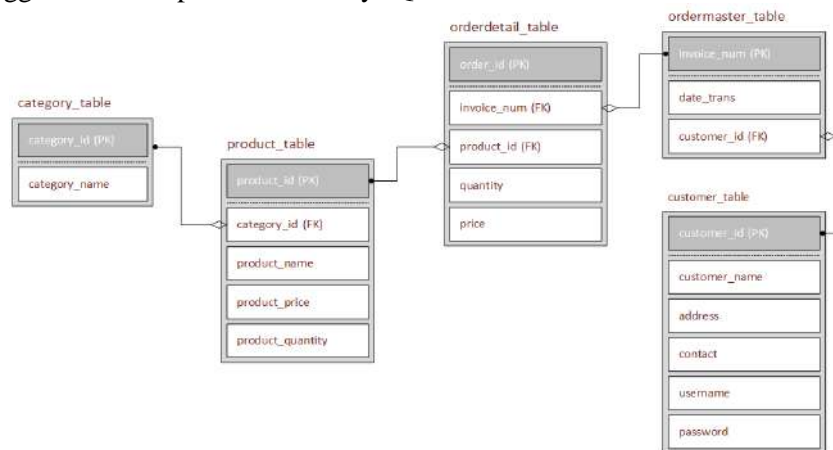 orderdetail_table
order_id (PK)
invoice_num (FK)
product_id (FK)
quantity
price
ordermaster_table
invoice_num (PK)
date_trans
customer_id (FK)
category_table
category_id (PK)
category_name
product_table
product_id (PK)
category_id (FK)
product_name
product_price
product_quantity
customer_table
customer_id (PK)
customer_name
address
contact
username
password